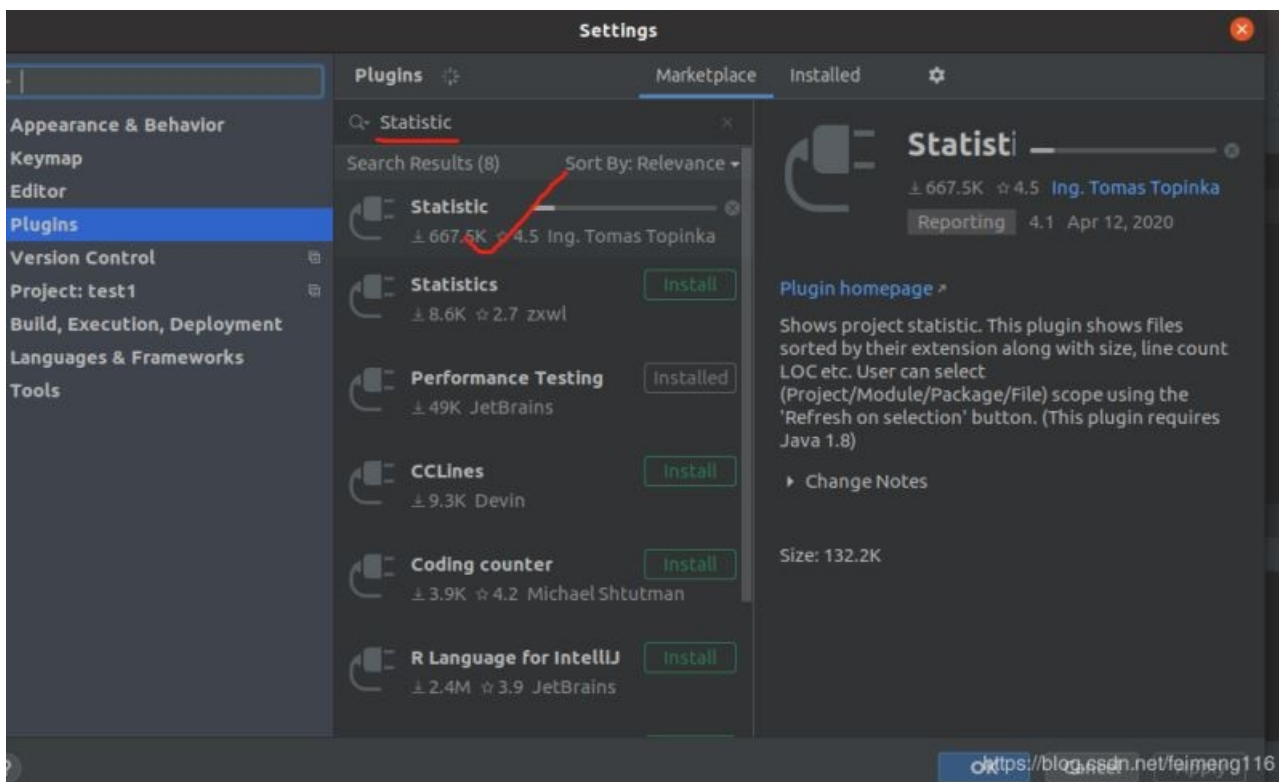 Settings
Plugins
Marketplace
Installed
Appearance & Behavior
Keymap
Editor
Plugins
Version Control
Project: test1
Build, Execution, Deployment
Languages & Frameworks
Tools
Statistic
Search Results (8)
Sort By: Relevance
Statistic
667.5K 4.5 Ing. Tomas Topinka
Statistics
Install
8.6K 2.7 zxwl
Performance Testing
Installed
49K JetBrains
CCLines
Install
9.3K Devin
Coding counter
Install
3.9K 4.2 Michael Shtutman
R Language for IntelliJ
Install
2.4M 3.9 JetBrains
Statisti
667.5K 4.5 Ing. Tomas Topinka
Reporting 4.1 Apr 12, 2020
Plugin homepage
Shows project statistic. This plugin shows files
sorted by their extension along with size, line count
LOC etc. User can select
(Project/Module/Package/File) scope using the
'Refresh on selection' button. (This plugin requires
Java 1.8)
Change Notes
Size: 132.2K
?
OK
Cancel
https://blog.csdn.net/feimeng116